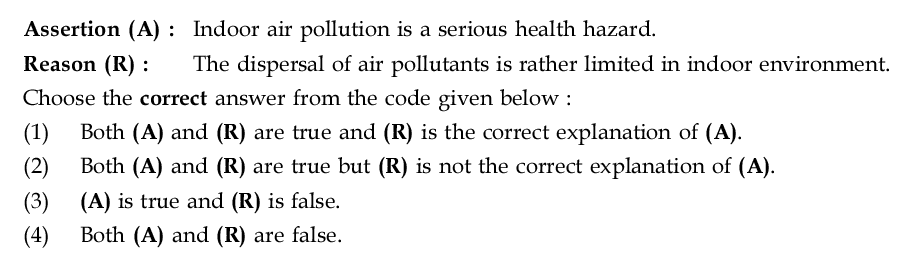 Assertion (A) : Indoor air pollution is a serious health hazard.
Reason (R) : The dispersal of air pollutants is rather limited in indoor environment.
Choose the correct answer from the code given below :
(1) Both (A) and (R) are true and (R) is the correct explanation of (A).
(2) Both (A) and (R) are true but (R) is not the correct explanation of (A).
(3) (A) is true and (R) is false.
(4) Both (A) and (R) are false.